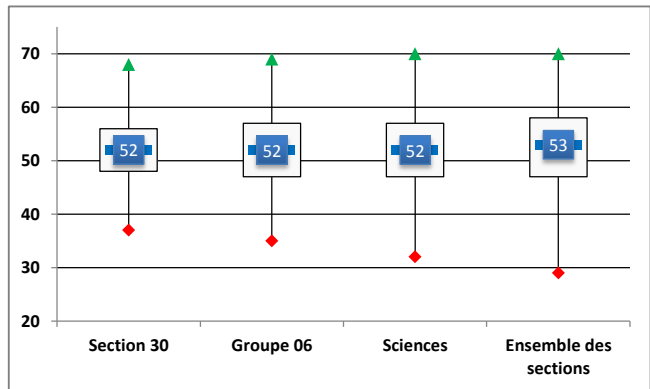 70
60
50
40
30
20
52
52
52
53
Section 30
Groupe 06
Sciences
Ensemble des
sections